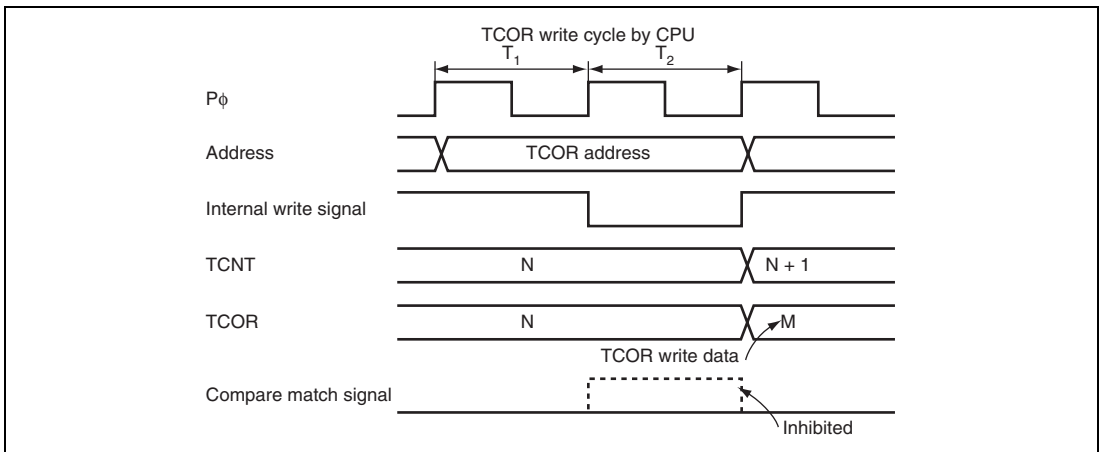 TCOR write cycle by CPU
T1 T2
Pϕ
Address TCOR address
Internal write signal
TCNT N N + 1
TCOR N M
TCOR write data
Compare match signal
Inhibited